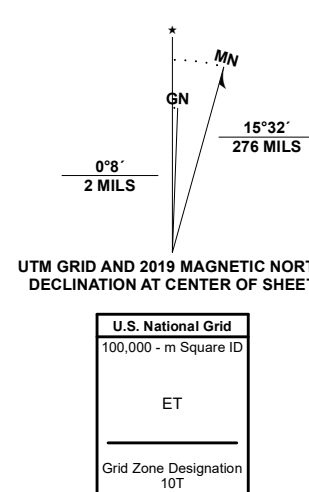 ★
MN
GN
15°32´
276 MILS
0°8´
2 MILS
UTM GRID AND 2019 MAGNETIC NORT
DECLINATION AT CENTER OF SHEET
U.S. National Grid
100,000 - m Square ID
ET
Grid Zone Designation
10T